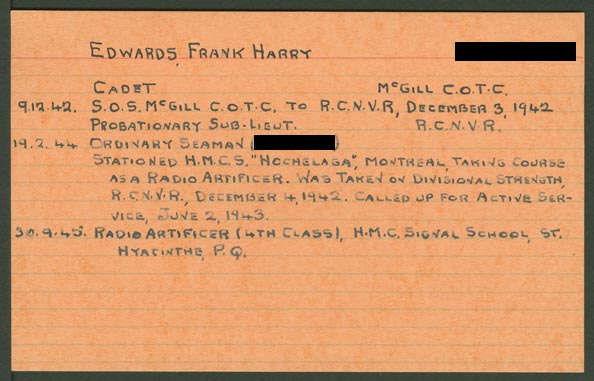 EDWARDS, FRANK HARRY
CADET McGILL C.O.T.C.
9.12.42. S.O.S. McGILL C.O.T.C. TO R.C.N.V.R, DECEMBER 3, 1942
PROBATIONARY SUB-LIEUT. R.C.N.V.R.
19.2.44 ORDINARY SEAMAN ( )
STATIONED H.M.C.S. "HOCHELAGA", MONTREAL, TAKING COURSE
AS A RADIO ARTIFICER. WAS TAKEN ON DIVISIONAL STRENGTH,
R.C.N.V.R., DECEMBER 4, 1942. CALLED UP FOR ACTIVE SER-
VICE, JUNE 2, 1943.
30.9.45. RADIO ARTIFICER (4TH CLASS), H.M.C. SIGNAL SCHOOL, ST.
HYACINTHE, P.Q.